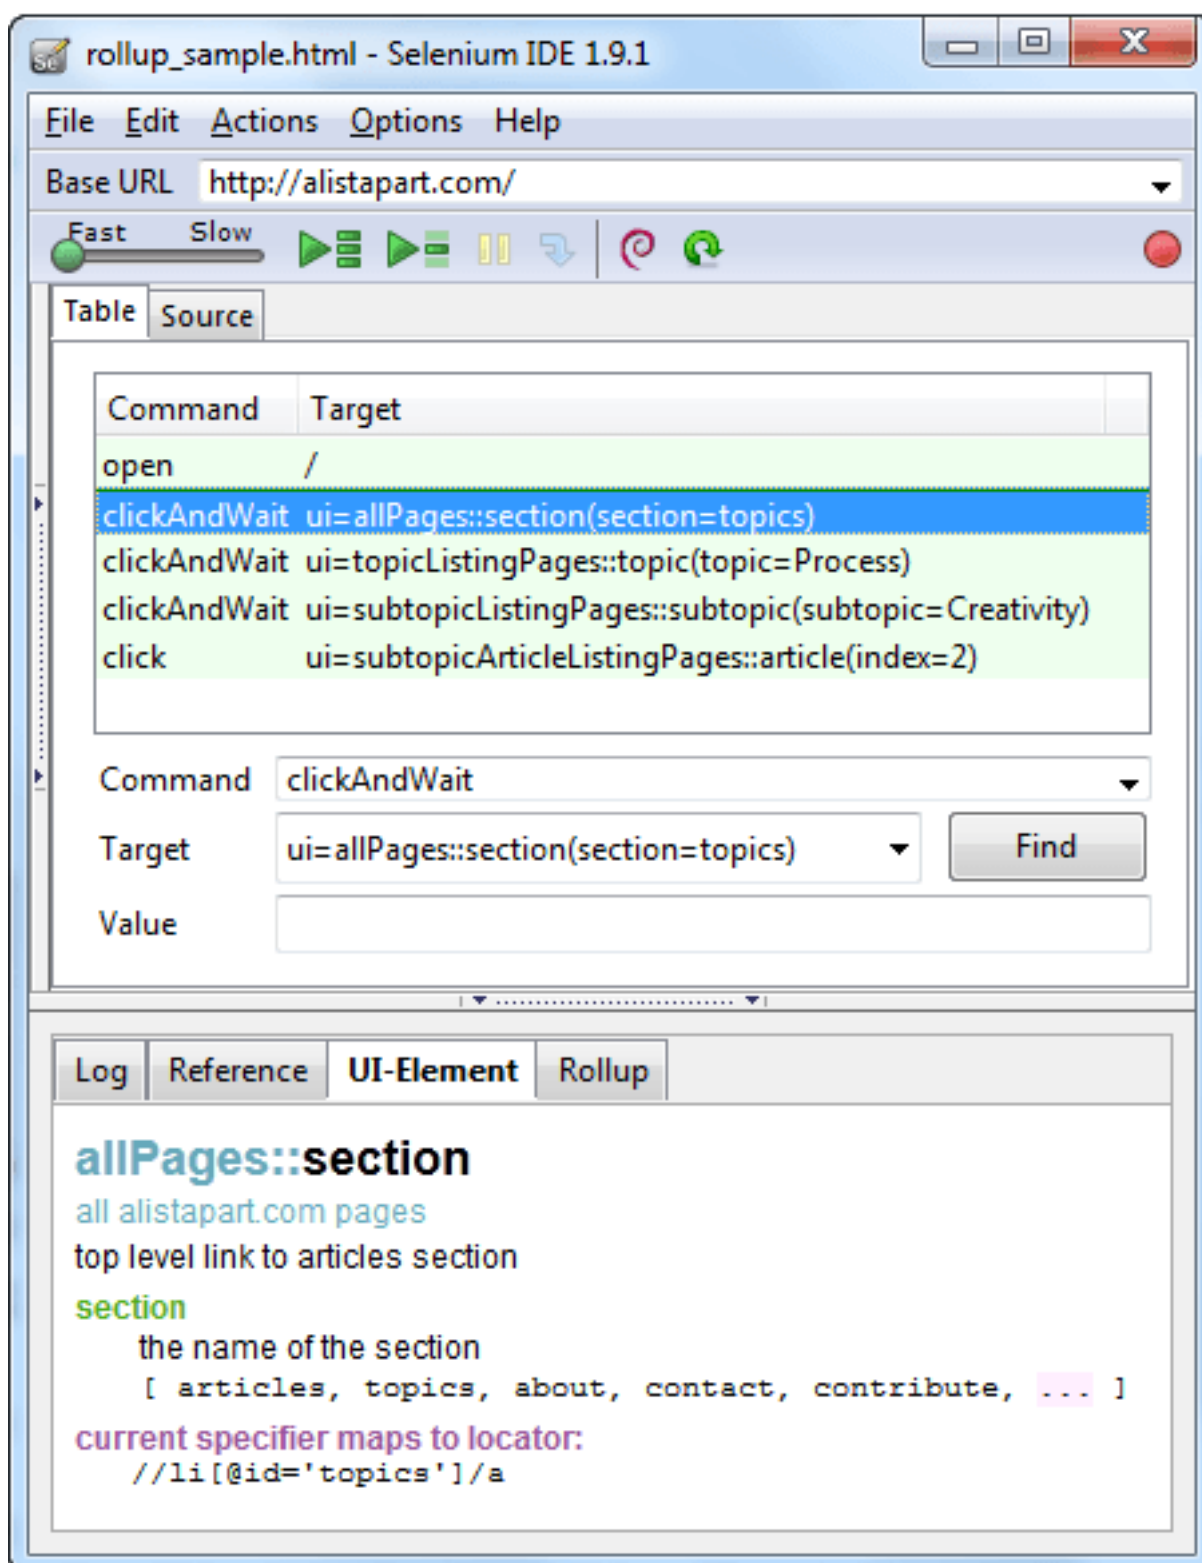 rollup_sample.html - Selenium IDE 1.9.1
File Edit Actions Options Help
Base URL http://alistapart.com/
Fast Slow
Table Source
Command Target
open /
clickAndWait ui=allPages::section(section=topics)
clickAndWait ui=topicListingPages::topic(topic=Process)
clickAndWait ui=subtopicListingPages::subtopic(subtopic=Creativity)
click ui=subtopicArticleListingPages::article(index=2)
Command clickAndWait
Target ui=allPages::section(section=topics) Find
Value
Log Reference UI-Element Rollup
allPages::section
all alistapart.com pages
top level link to articles section
section
the name of the section
[ articles, topics, about, contact, contribute, ... ]
current specifier maps to locator:
//li[@id='topics']/a